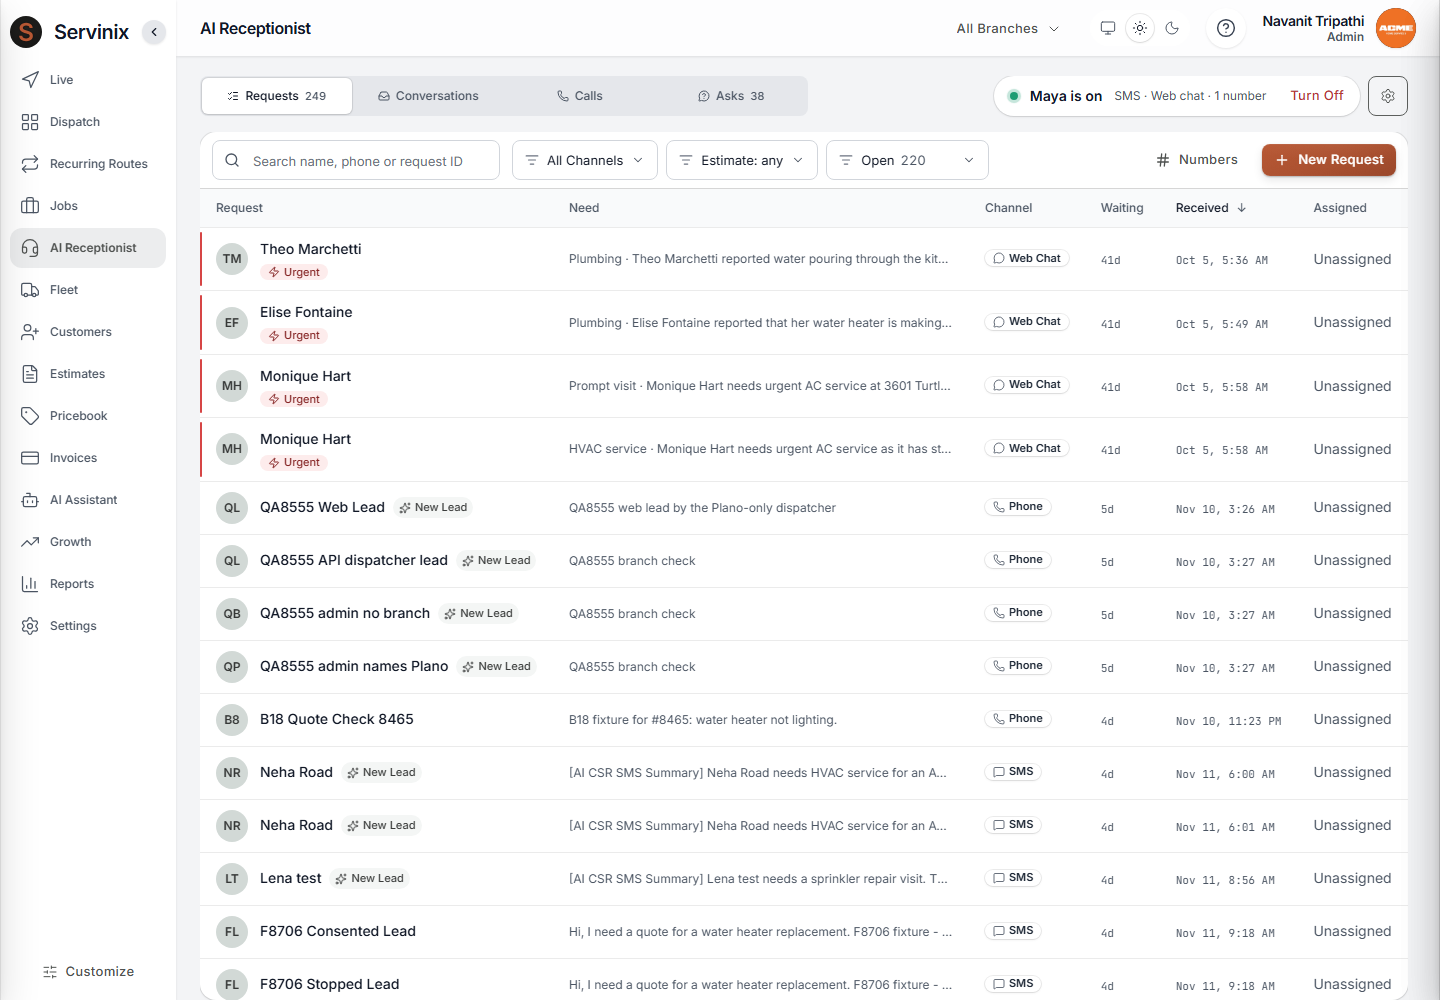 S Servinix
AI Receptionist
All Branches
Navanit Tripathi
Admin
ACME
Live
Dispatch
Recurring Routes
Jobs
AI Receptionist
Fleet
Customers
Estimates
Pricebook
Invoices
AI Assistant
Growth
Reports
Settings
Customize
Requests 249
Conversations
Calls
Asks 38
Maya is on SMS · Web chat · 1 number Turn Off
Search name, phone or request ID
All Channels
Estimate: any
Open 220
Numbers
+ New Request
Request Need Channel Waiting Received ↓ Assigned
TM Theo Marchetti Urgent Plumbing · Theo Marchetti reported water pouring through the kit... Web Chat 41d Oct 5, 5:36 AM Unassigned
EF Elise Fontaine Urgent Plumbing · Elise Fontaine reported that her water heater is making... Web Chat 41d Oct 5, 5:49 AM Unassigned
MH Monique Hart Urgent Prompt visit · Monique Hart needs urgent AC service at 3601 Turtl... Web Chat 41d Oct 5, 5:58 AM Unassigned
MH Monique Hart Urgent HVAC service · Monique Hart needs urgent AC service as it has st... Web Chat 41d Oct 5, 5:58 AM Unassigned
QL QA8555 Web Lead New Lead QA8555 web lead by the Plano-only dispatcher Phone 5d Nov 10, 3:26 AM Unassigned
QL QA8555 API dispatcher lead New Lead QA8555 branch check Phone 5d Nov 10, 3:27 AM Unassigned
QB QA8555 admin no branch New Lead QA8555 branch check Phone 5d Nov 10, 3:27 AM Unassigned
QP QA8555 admin names Plano New Lead QA8555 branch check Phone 5d Nov 10, 3:27 AM Unassigned
B8 B18 Quote Check 8465 B18 fixture for #8465: water heater not lighting. Phone 4d Nov 10, 11:23 PM Unassigned
NR Neha Road New Lead [AI CSR SMS Summary] Neha Road needs HVAC service for an A... SMS 4d Nov 11, 6:00 AM Unassigned
NR Neha Road New Lead [AI CSR SMS Summary] Neha Road needs HVAC service for an A... SMS 4d Nov 11, 6:01 AM Unassigned
LT Lena test New Lead [AI CSR SMS Summary] Lena test needs a sprinkler repair visit. T... SMS 4d Nov 11, 8:56 AM Unassigned
FL F8706 Consented Lead Hi, I need a quote for a water heater replacement. F8706 fixture - ... SMS 4d Nov 11, 9:18 AM Unassigned
FL F8706 Stopped Lead Hi, I need a quote for a water heater replacement. F8706 fixture - ... SMS 4d Nov 11, 9:18 AM Unassigned